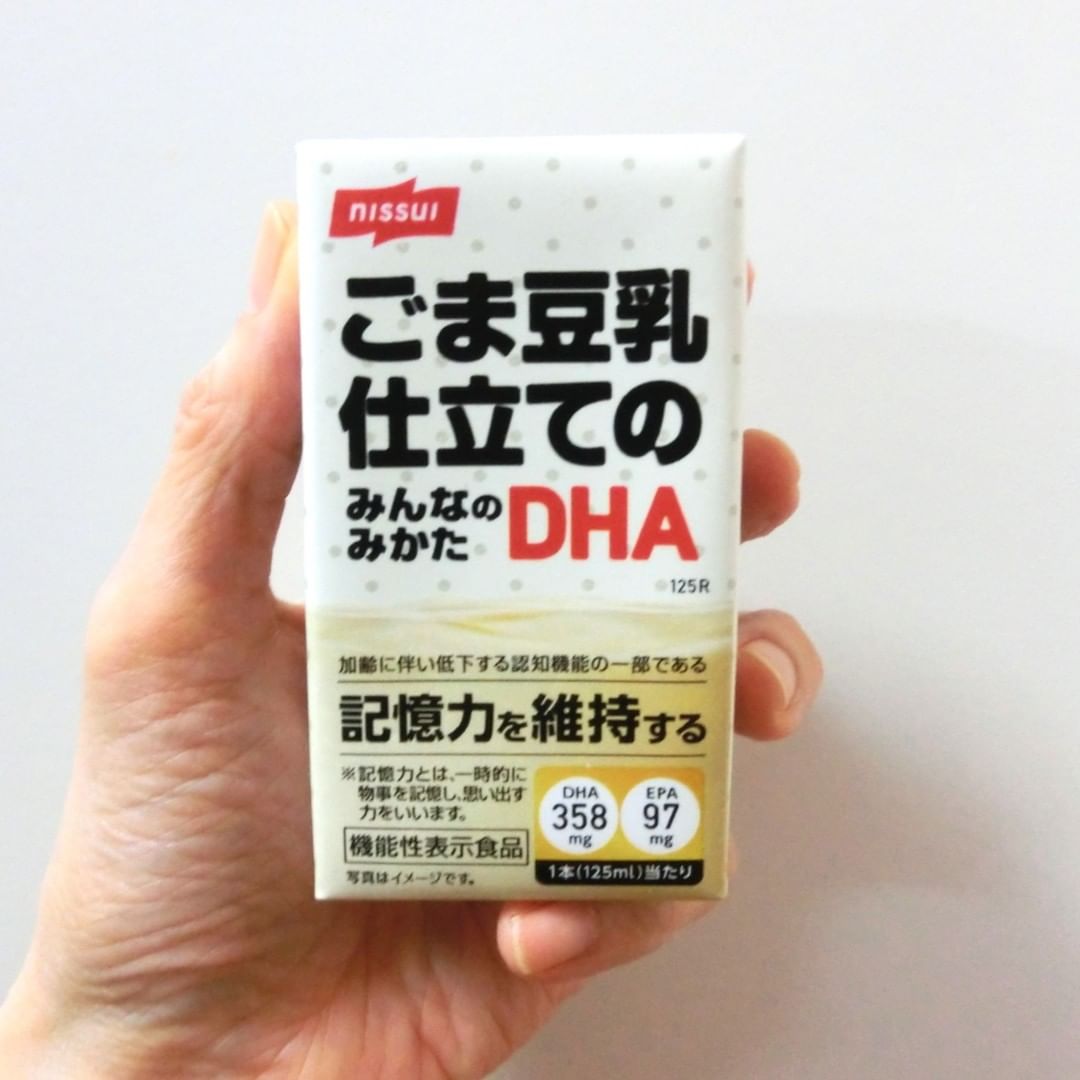 nissui
ごま豆乳
仕立ての
みんなの
みかた
DHA
125R
加齢に伴い低下する認知機能の一部である
記憶力を維持する
※記憶力とは、一時的に
物事を記憶し、思い出す
力をいいます。
機能性表示食品
写真はイメージです。
DHA
358
mg
EPA
97
mg
1本(125ml)当たり